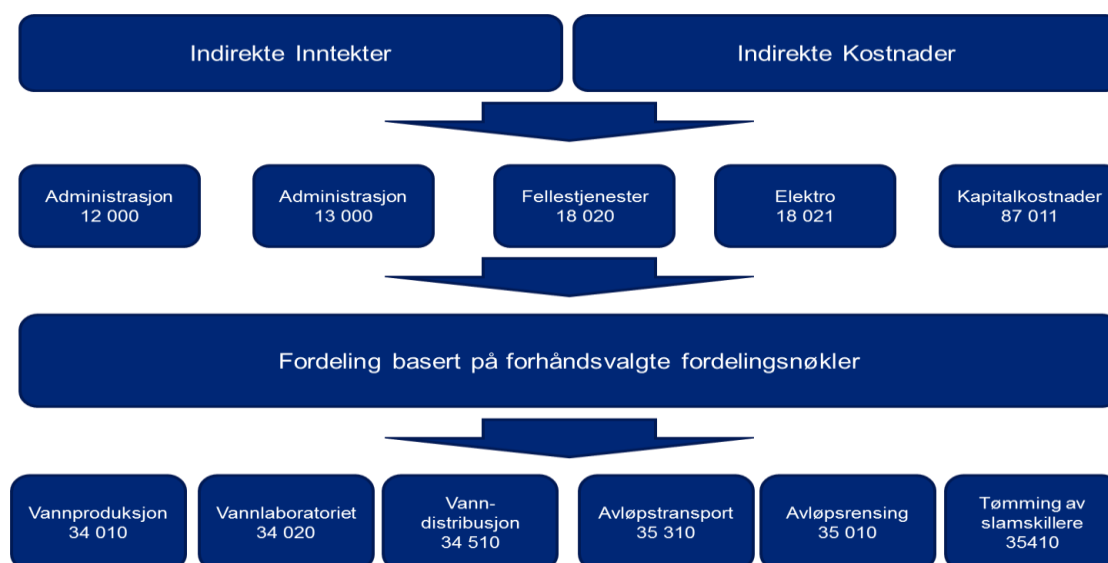 Indirekte Inntekter
Indirekte Kostnader
Administrasjon
12 000
Administrasjon
13 000
Fellestjenester
18 020
Elektro
18 021
Kapitalkostnader
87 011
Fordeling basert på forhåndsvalgte fordelingsnøkler
Vannproduksjon
34 010
Vannlaboratoriet
34 020
Vann-
distribusjon
34 510
Avløpstransport
35 310
Avløpsrensing
35 010
Tømming av
slamskillere
35410